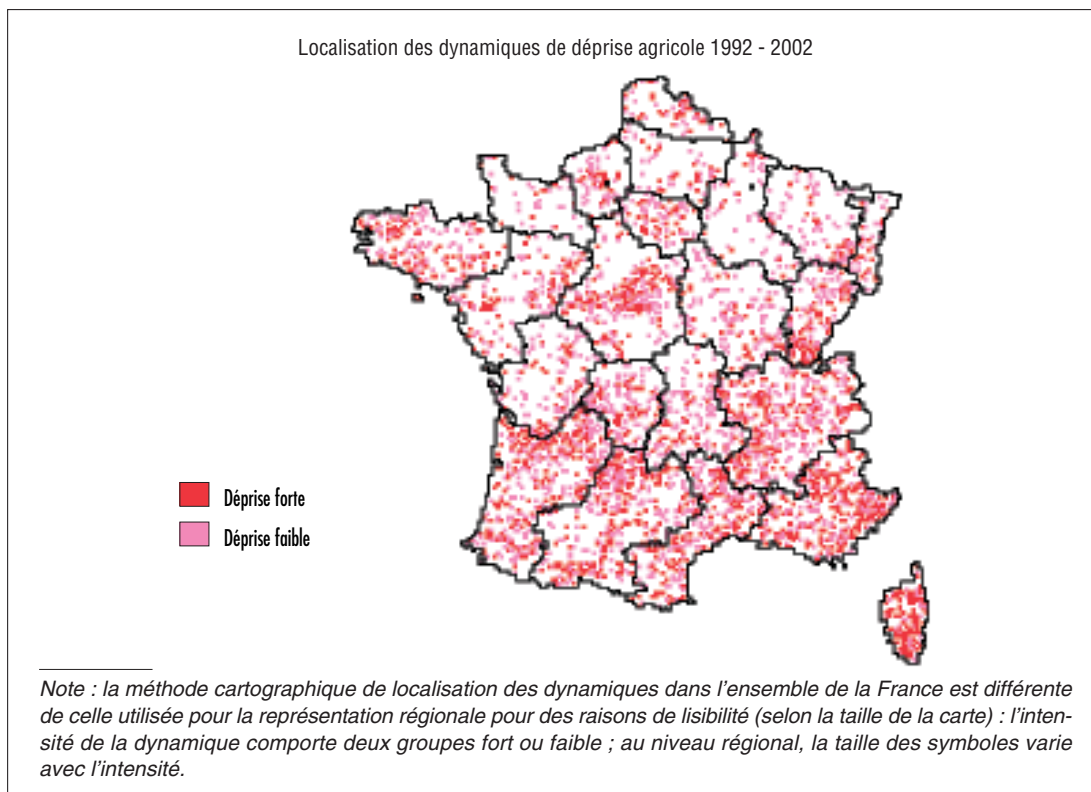 Localisation des dynamiques de déprise agricole 1992 - 2002
Déprise forte
Déprise faible
Note : la méthode cartographique de localisation des dynamiques dans l'ensemble de la France est différente
de celle utilisée pour la représentation régionale pour des raisons de lisibilité (selon la taille de la carte) : l'inten-
sité de la dynamique comporte deux groupes fort ou faible ; au niveau régional, la taille des symboles varie
avec l'intensité.